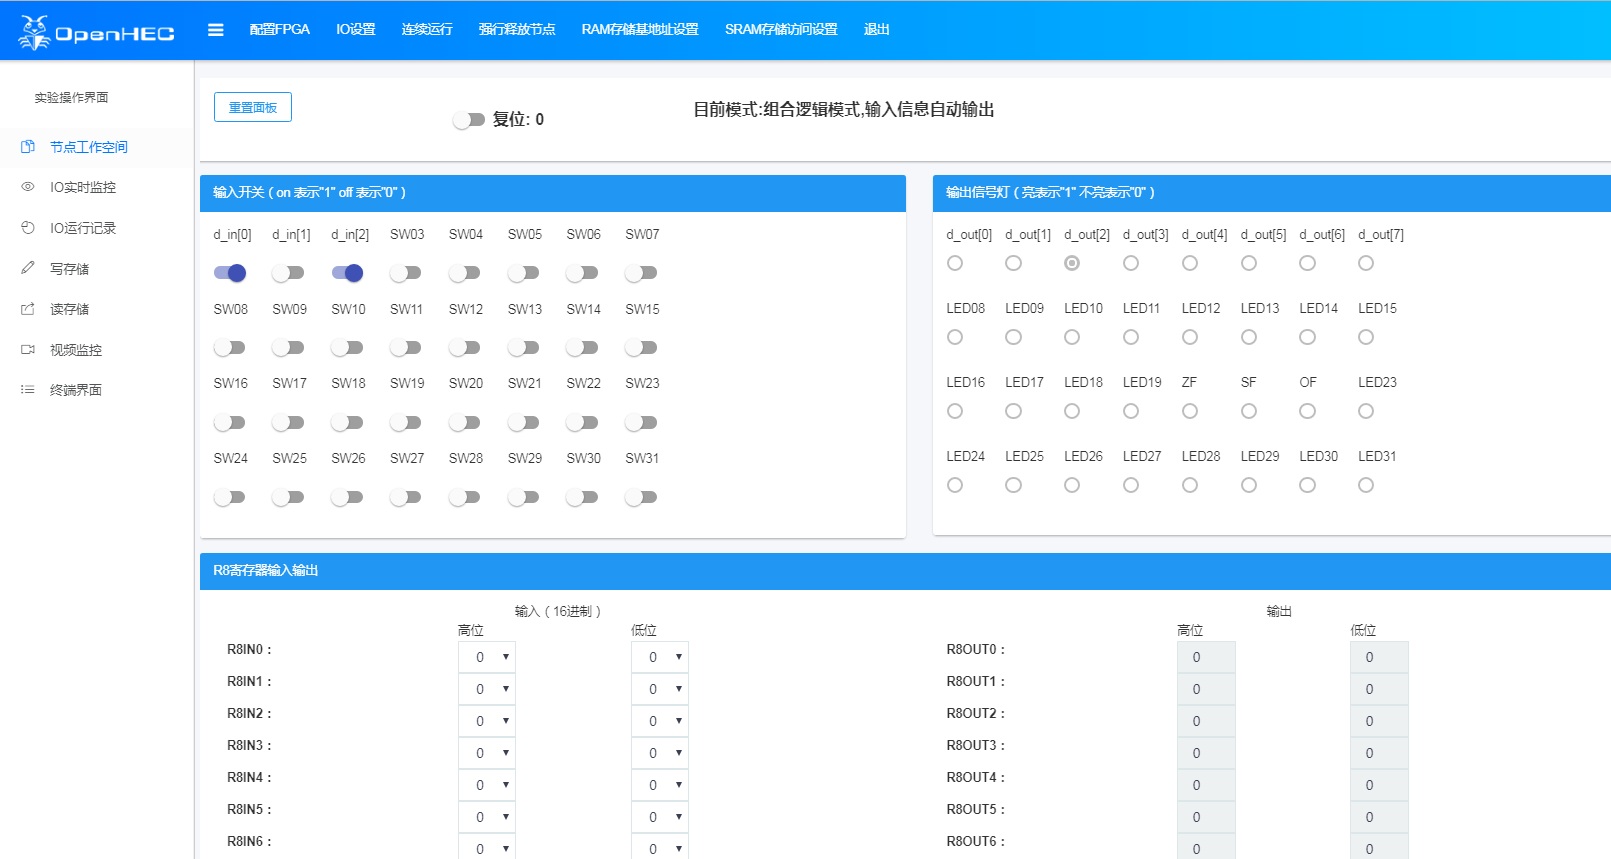 OpenHEC
配置FPGA IO设置 连续运行 强行释放节点 RAM存储基地址设置 SRAM存储访问设置 退出
实验操作界面
节点工作空间
IO实时监控
IO运行记录
写存储
读存储
视频监控
终端界面
重置面板
复位: 0
目前模式:组合逻辑模式,输入信息自动输出
输入开关（on 表示"1" off 表示"0"）
d_in[0] d_in[1] d_in[2] SW03 SW04 SW05 SW06 SW07
SW08 SW09 SW10 SW11 SW12 SW13 SW14 SW15
SW16 SW17 SW18 SW19 SW20 SW21 SW22 SW23
SW24 SW25 SW26 SW27 SW28 SW29 SW30 SW31
输出信号灯（亮表示"1" 不亮表示"0"）
d_out[0] d_out[1] d_out[2] d_out[3] d_out[4] d_out[5] d_out[6] d_out[7]
LED08 LED09 LED10 LED11 LED12 LED13 LED14 LED15
LED16 LED17 LED18 LED19 ZF SF OF LED23
LED24 LED25 LED26 LED27 LED28 LED29 LED30 LED31
R8寄存器输入输出
输入（16进制） 输出
高位 低位 高位 低位
R8IN0： 0 0 R8OUT0： 0 0
R8IN1： 0 0 R8OUT1： 0 0
R8IN2： 0 0 R8OUT2： 0 0
R8IN3： 0 0 R8OUT3： 0 0
R8IN4： 0 0 R8OUT4： 0 0
R8IN5： 0 0 R8OUT5： 0 0
R8IN6： 0 0 R8OUT6： 0 0